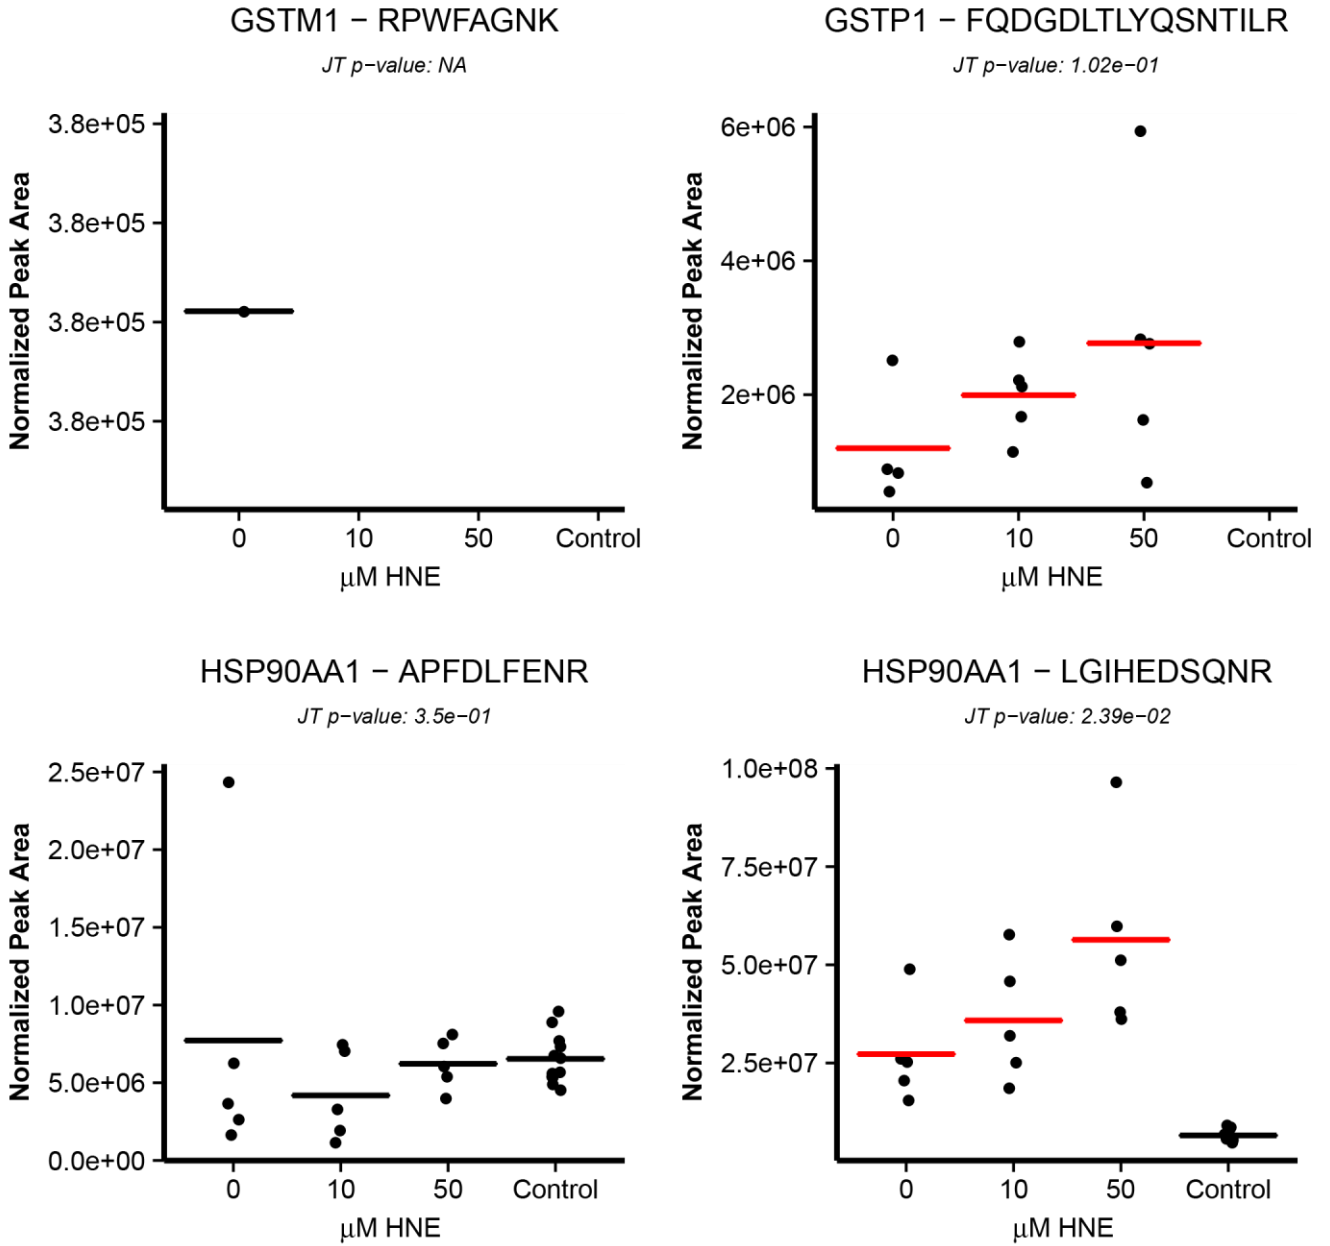 GSTM1 − RPWFAGNK
JT p−value: NA
Normalized Peak Area
3.8e+05
3.8e+05
3.8e+05
3.8e+05
0 10 50 Control
μM HNE
GSTP1 − FQDGDLTLYQSNTILR
JT p−value: 1.02e−01
Normalized Peak Area
6e+06
4e+06
2e+06
0 10 50 Control
μM HNE
HSP90AA1 − APFDLFENR
JT p−value: 3.5e−01
Normalized Peak Area
2.5e+07
2.0e+07
1.5e+07
1.0e+07
5.0e+06
0.0e+00
0 10 50 Control
μM HNE
HSP90AA1 − LGIHEDSQNR
JT p−value: 2.39e−02
Normalized Peak Area
1.0e+08
7.5e+07
5.0e+07
2.5e+07
0 10 50 Control
μM HNE